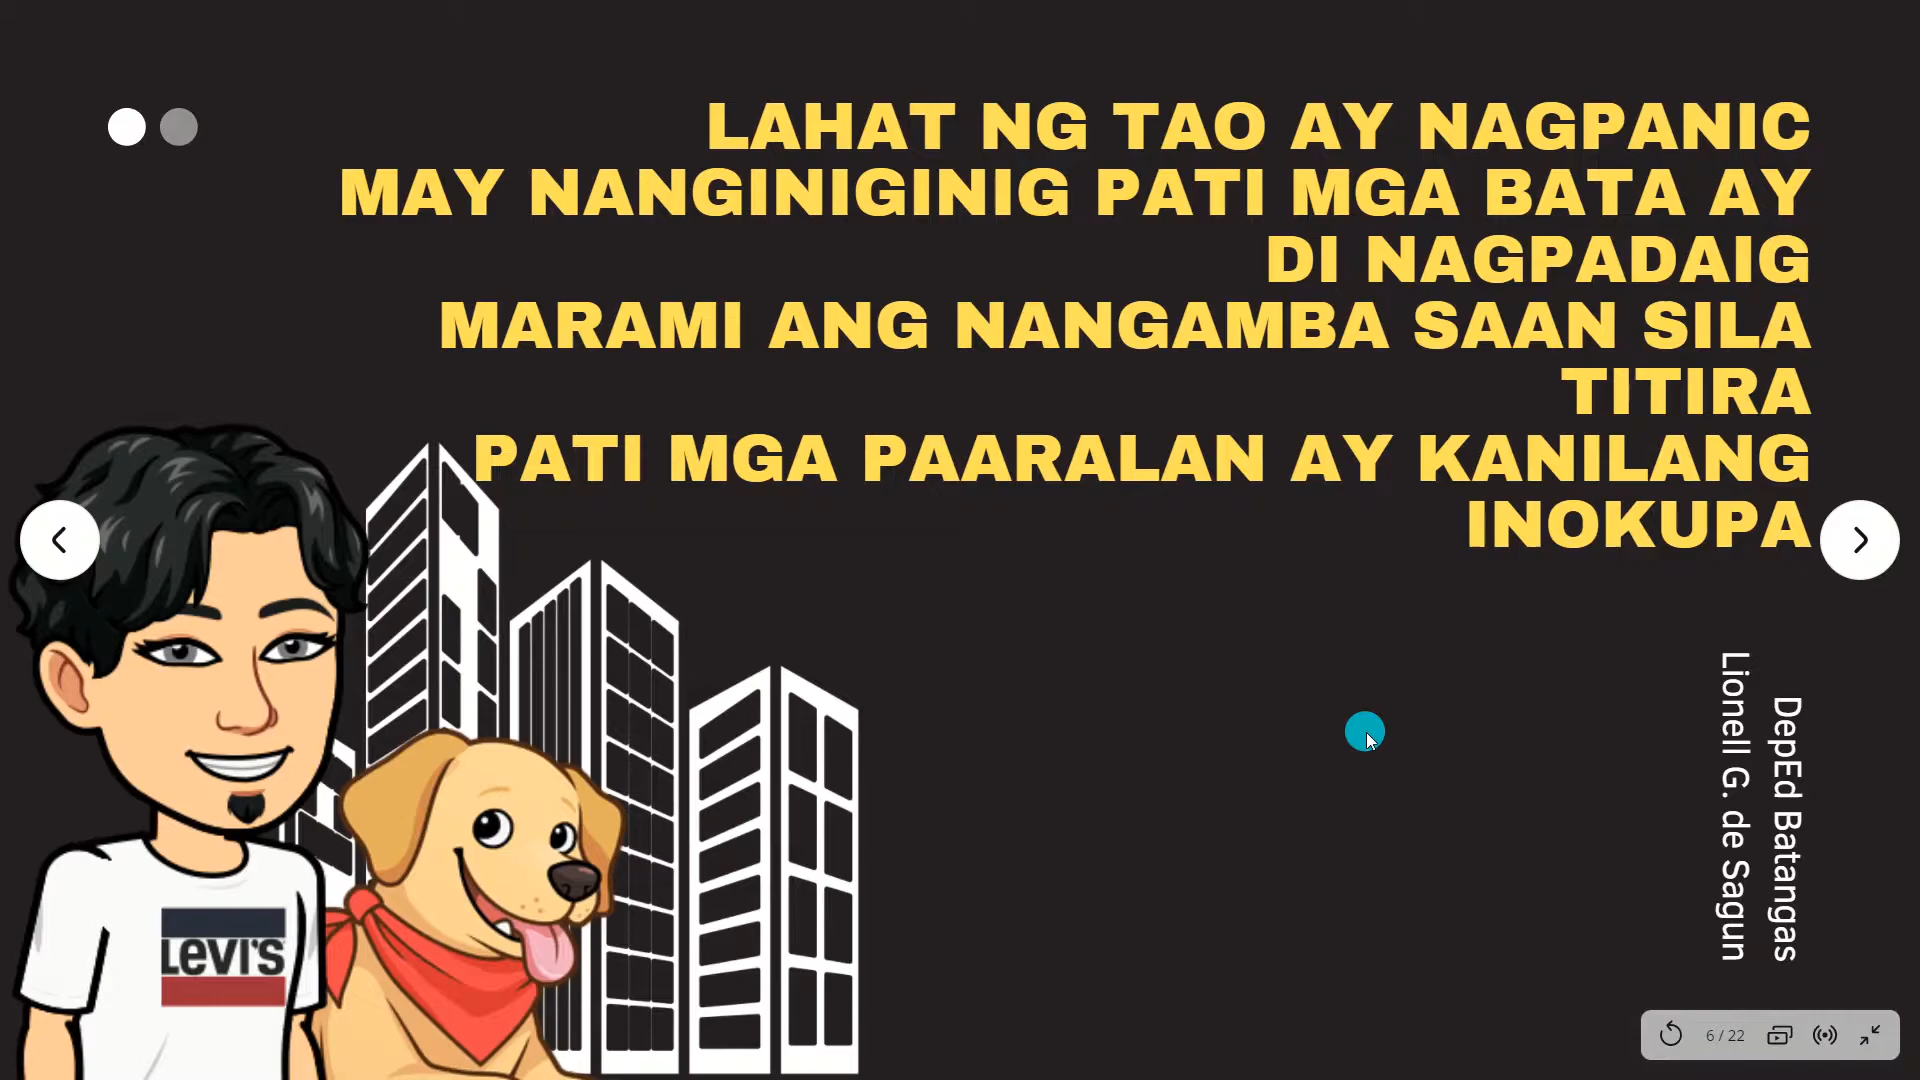 LAHAT NG TAO AY NAGPANIC
MAY NANGINIGINIG PATI MGA BATA AY
DI NAGPADAIG
MARAMI ANG NANGAMBA SAAN SILA
TITIRA
PATI MGA PAARALAN AY KANILANG
INOKUPA
DepEd Batangas
Lionell G. de Sagun
LEVI'S
6 / 22